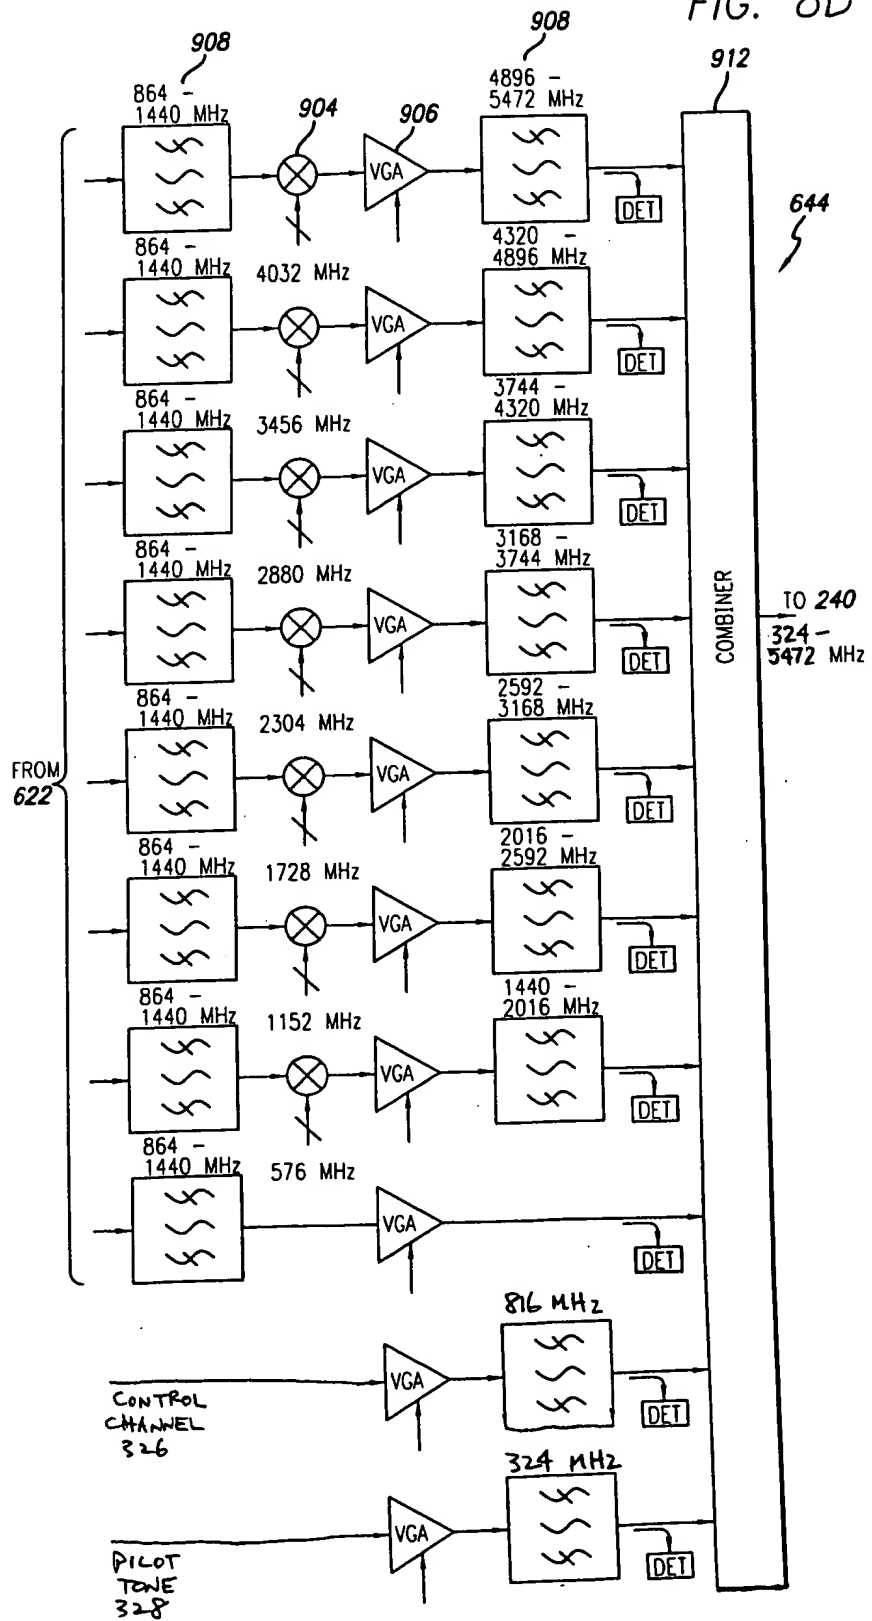 FIG. 8D
908
908
912
864 -
1440 MHz
904
906
4896 -
5472 MHz
VGA
DET
644
864 -
1440 MHz
4032 MHz
4320 -
4896 MHz
VGA
DET
864 -
1440 MHz
3456 MHz
3744 -
4320 MHz
VGA
DET
864 -
1440 MHz
2880 MHz
3168 -
3744 MHz
VGA
DET
COMBINER
TO 240
324 -
5472 MHz
864 -
1440 MHz
2304 MHz
2592 -
3168 MHz
FROM
622
VGA
DET
864 -
1440 MHz
1728 MHz
2016 -
2592 MHz
VGA
DET
864 -
1440 MHz
1152 MHz
1440 -
2016 MHz
VGA
DET
864 -
1440 MHz
576 MHz
VGA
DET
816 MHz
VGA
DET
CONTROL
CHANNEL
326
324 MHz
VGA
DET
PILOT
TONE
328